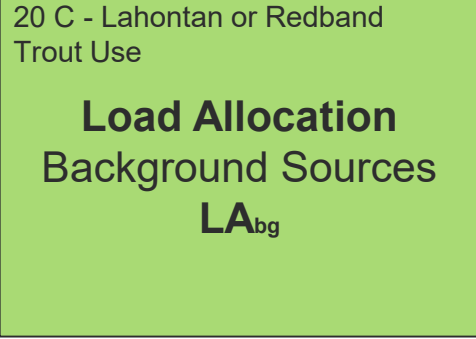 20 C - Lahontan or Redband
Trout Use
Load Allocation
Background Sources
LAbg